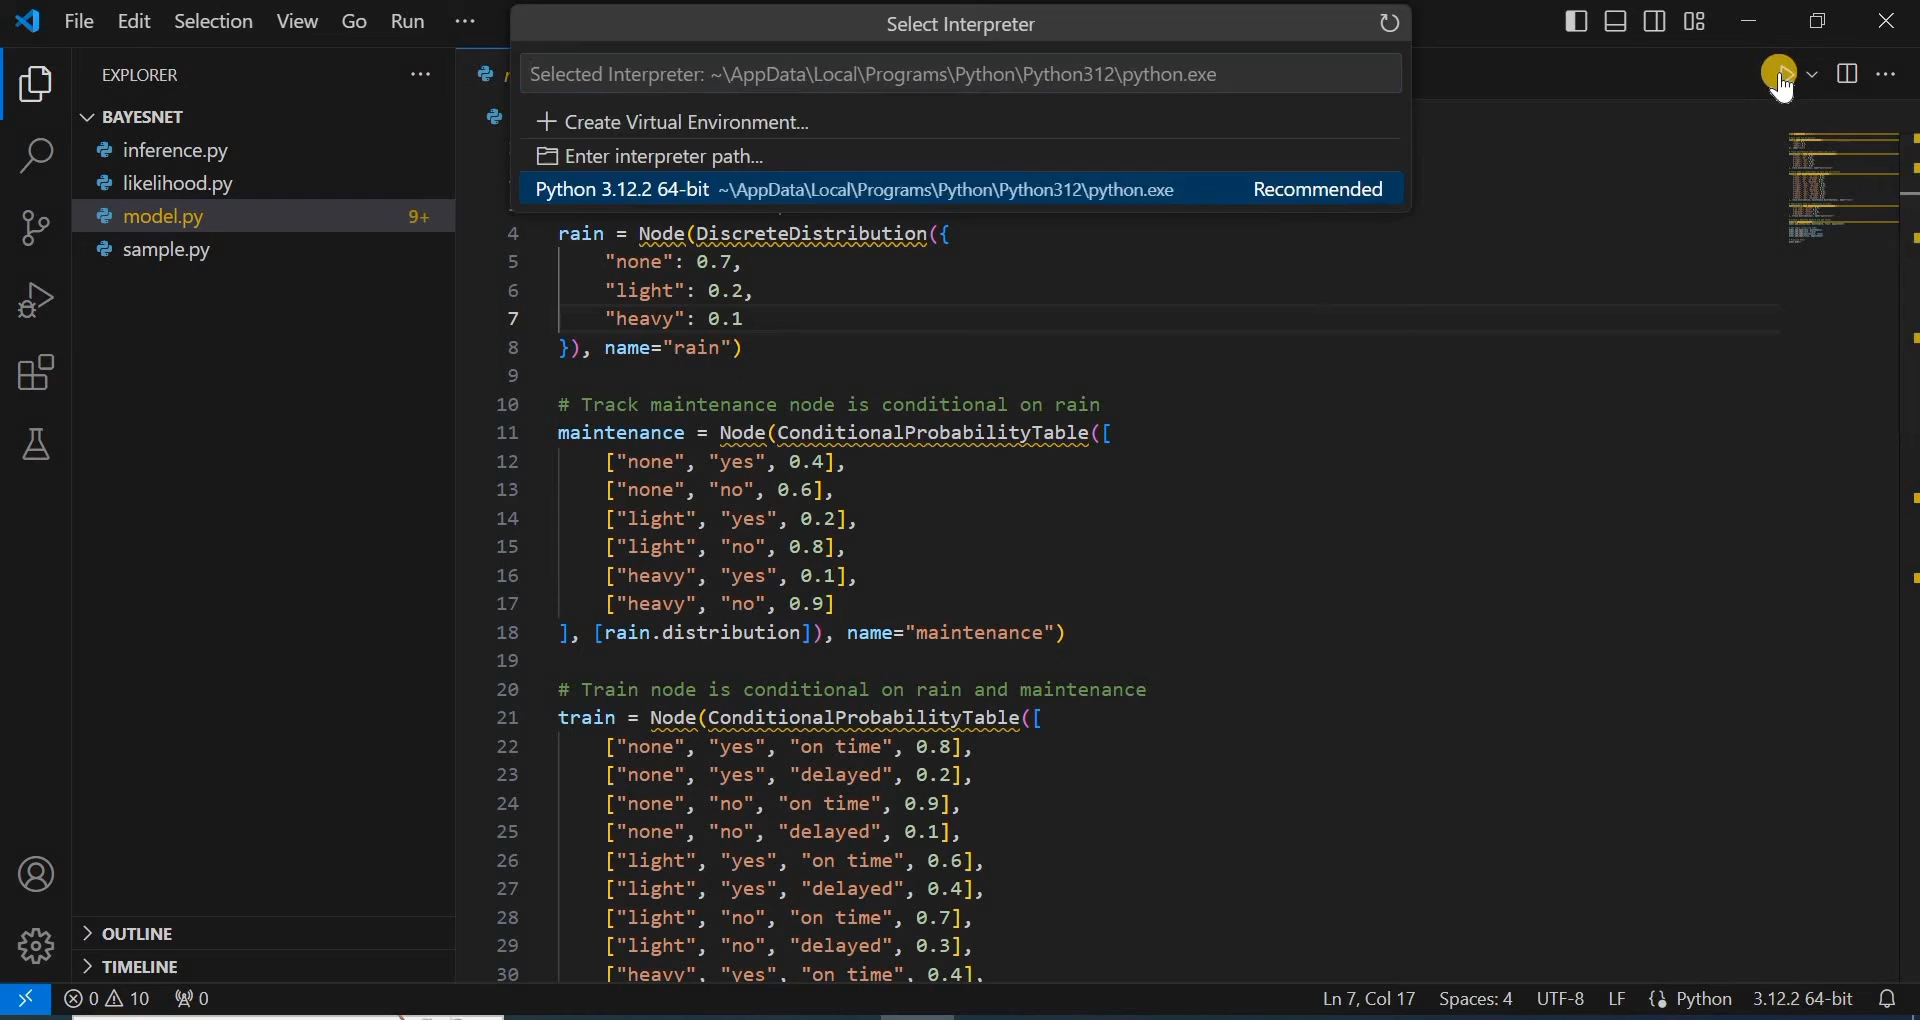 File Edit Selection View Go Run ···
Select Interpreter
Selected Interpreter: ~\AppData\Local\Programs\Python\Python312\python.exe
Create Virtual Environment...
Enter interpreter path...
Python 3.12.2 64-bit ~\AppData\Local\Programs\Python\Python312\python.exe Recommended
EXPLORER
BAYESNET
inference.py
likelihood.py
model.py 9+
sample.py
4 rain = Node(DiscreteDistribution({
5 "none": 0.7,
6 "light": 0.2,
7 "heavy": 0.1
8 }), name="rain")
9
10 # Track maintenance node is conditional on rain
11 maintenance = Node(ConditionalProbabilityTable([
12 ["none", "yes", 0.4],
13 ["none", "no", 0.6],
14 ["light", "yes", 0.2],
15 ["light", "no", 0.8],
16 ["heavy", "yes", 0.1],
17 ["heavy", "no", 0.9]
18 ], [rain.distribution]), name="maintenance")
19
20 # Train node is conditional on rain and maintenance
21 train = Node(ConditionalProbabilityTable([
22 ["none", "yes", "on time", 0.8],
23 ["none", "yes", "delayed", 0.2],
24 ["none", "no", "on time", 0.9],
25 ["none", "no", "delayed", 0.1],
26 ["light", "yes", "on time", 0.6],
27 ["light", "yes", "delayed", 0.4],
28 ["light", "no", "on time", 0.7],
29 ["light", "no", "delayed", 0.3],
30 ["heavy", "yes", "on time", 0.4],
OUTLINE
TIMELINE
0 10 0
Ln 7, Col 17 Spaces: 4 UTF-8 LF Python 3.12.2 64-bit